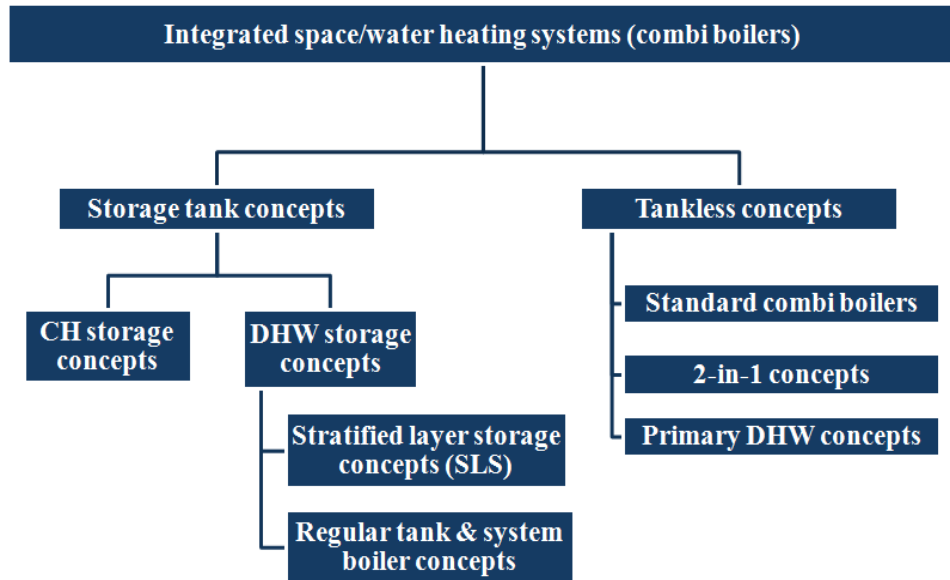 Integrated space/water heating systems (combi boilers)
Storage tank concepts
Tankless concepts
CH storage
concepts
DHW storage
concepts
Stratified layer storage
concepts (SLS)
Regular tank & system
boiler concepts
Standard combi boilers
2-in-1 concepts
Primary DHW concepts